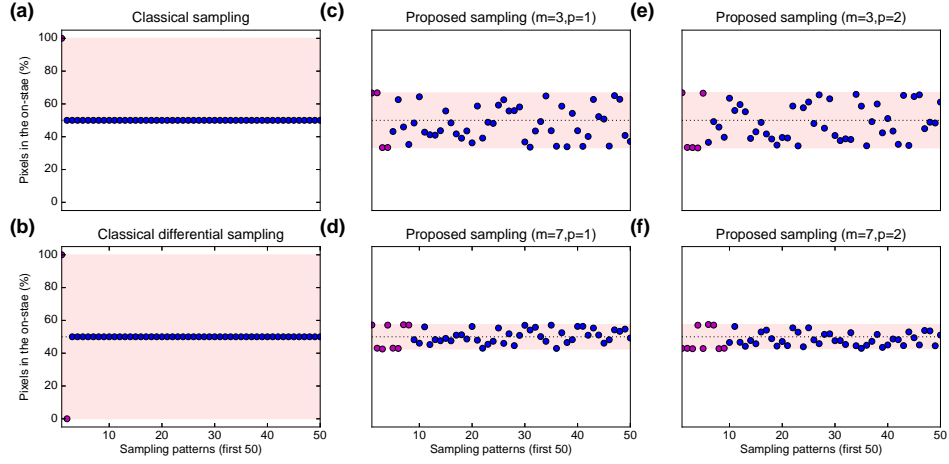 (a)
Classical sampling
100
80
60
40
20
0
Pixels in the on-stae (%)
(c)
Proposed sampling (m=3,p=1)
(e)
Proposed sampling (m=3,p=2)
(b)
Classical differential sampling
100
80
60
40
20
0
Pixels in the on-stae (%)
10 20 30 40 50
Sampling patterns (first 50)
(d)
Proposed sampling (m=7,p=1)
10 20 30 40 50
Sampling patterns (first 50)
(f)
Proposed sampling (m=7,p=2)
10 20 30 40 50
Sampling patterns (first 50)